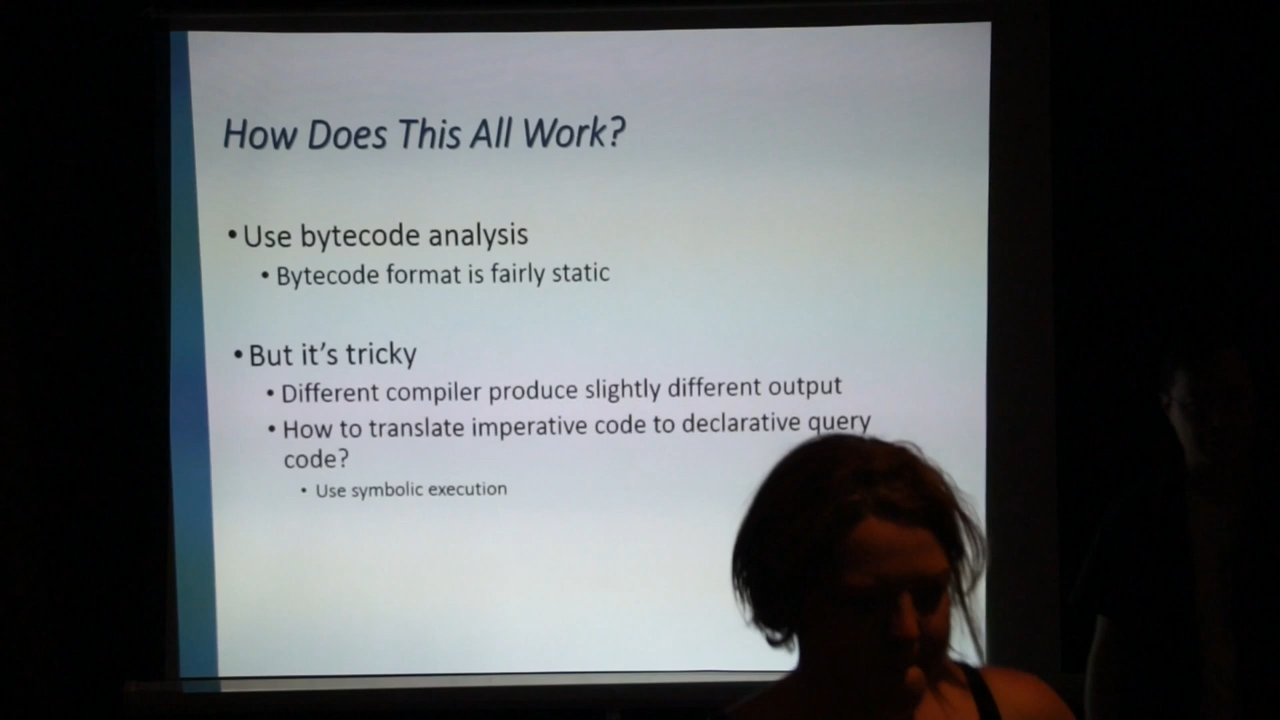 How Does This All Work?
• Use bytecode analysis
• Bytecode format is fairly static
• But it's tricky
• Different compiler produce slightly different output
• How to translate imperative code to declarative query
code?
• Use symbolic execution